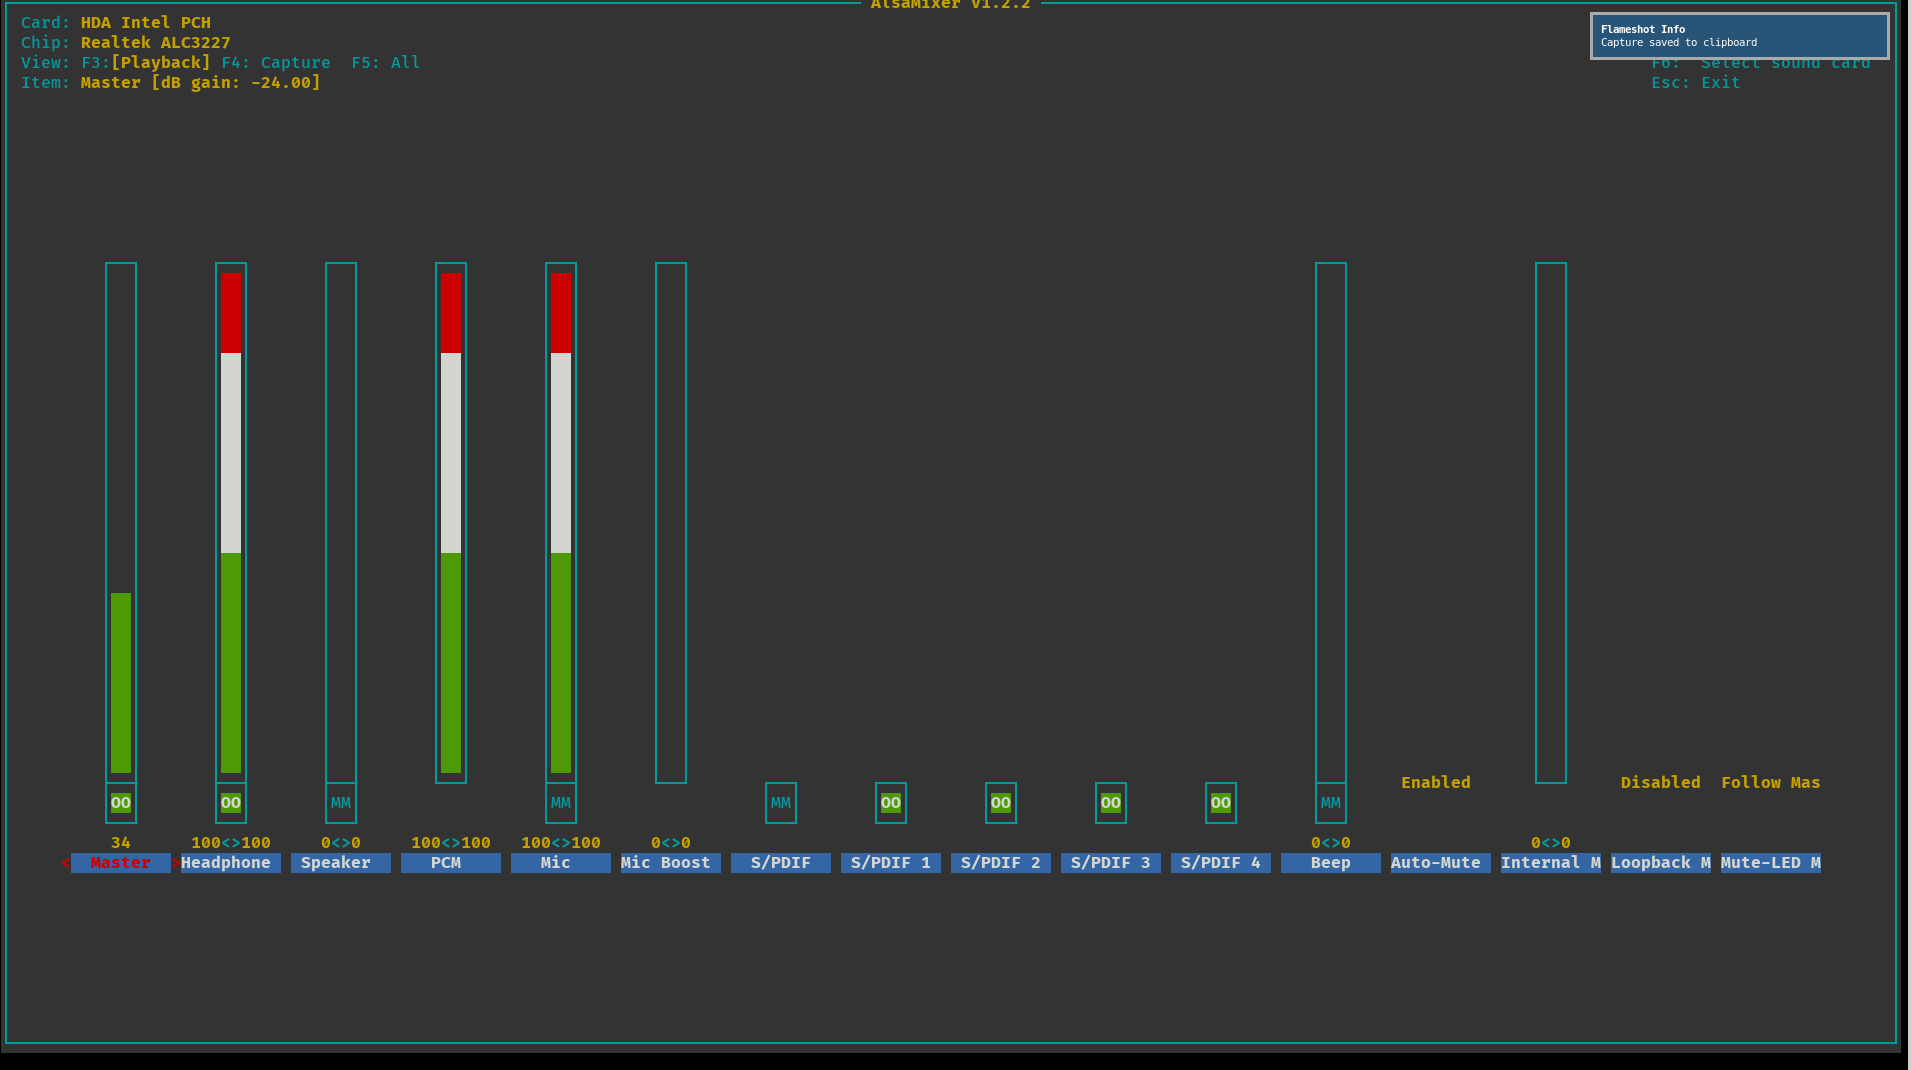 AlsaMixer v1.2.2
Card: HDA Intel PCH
Chip: Realtek ALC3227
View: F3:[Playback] F4: Capture  F5: All
Item: Master [dB gain: -24.00]
Flameshot Info
Capture saved to clipboard
F6:  Select sound card
Esc: Exit
Enabled
Disabled
Follow Mas
OO OO MM MM MM OO OO OO OO MM
34 100<>100 0<>0 100<>100 100<>100 0<>0 0<>0 0<>0
< Master >Headphone Speaker PCM Mic Mic Boost S/PDIF S/PDIF 1 S/PDIF 2 S/PDIF 3 S/PDIF 4 Beep Auto-Mute Internal M Loopback M Mute-LED M